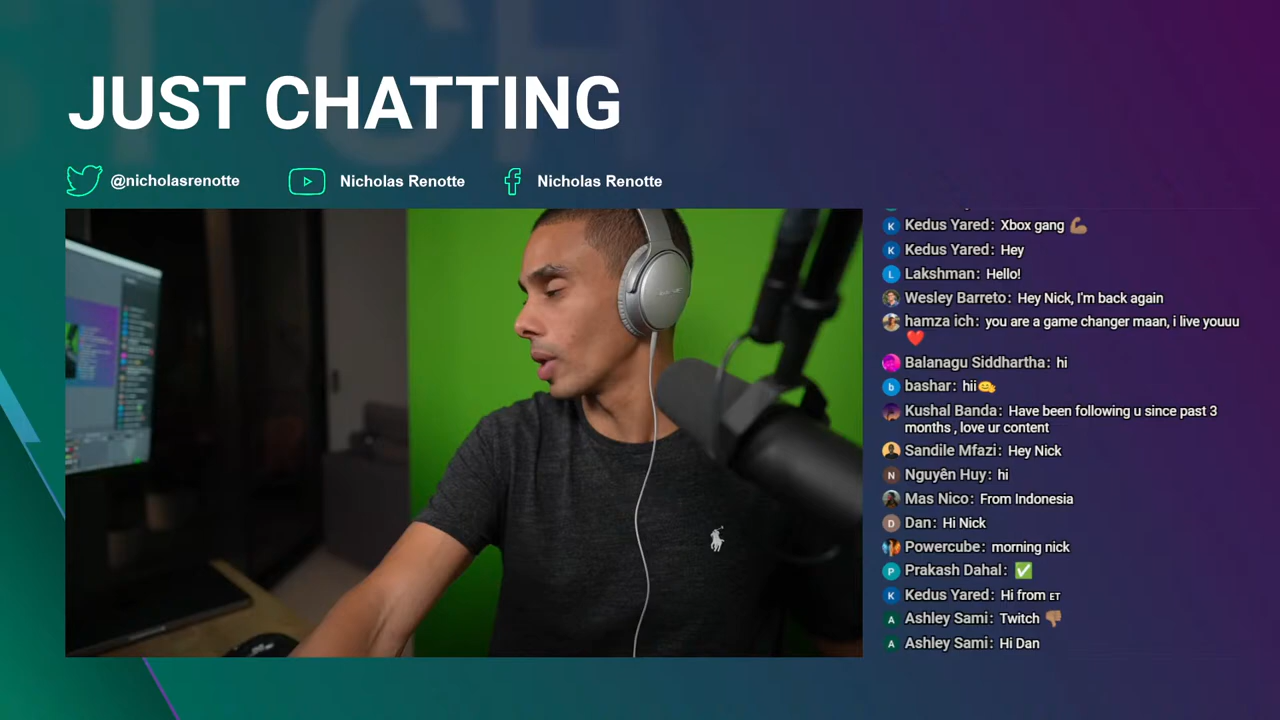 JUST CHATTING
@nicholasrenotte
Nicholas Renotte
Nicholas Renotte
K Kedus Yared: Xbox gang 💪🏽
K Kedus Yared: Hey
L Lakshman: Hello!
Wesley Barreto: Hey Nick, I'm back again
hamza ich: you are a game changer maan, i live youuu
❤️
Balanagu Siddhartha: hi
b bashar: hii🫡
Kushal Banda: Have been following u since past 3
months , love ur content
Sandile Mfazi: Hey Nick
N Nguyên Huy: hi
Mas Nico: From Indonesia
D Dan: Hi Nick
Powercube: morning nick
P Prakash Dahal: ✅
K Kedus Yared: Hi from ET
A Ashley Sami: Twitch 👎🏽
A Ashley Sami: Hi Dan